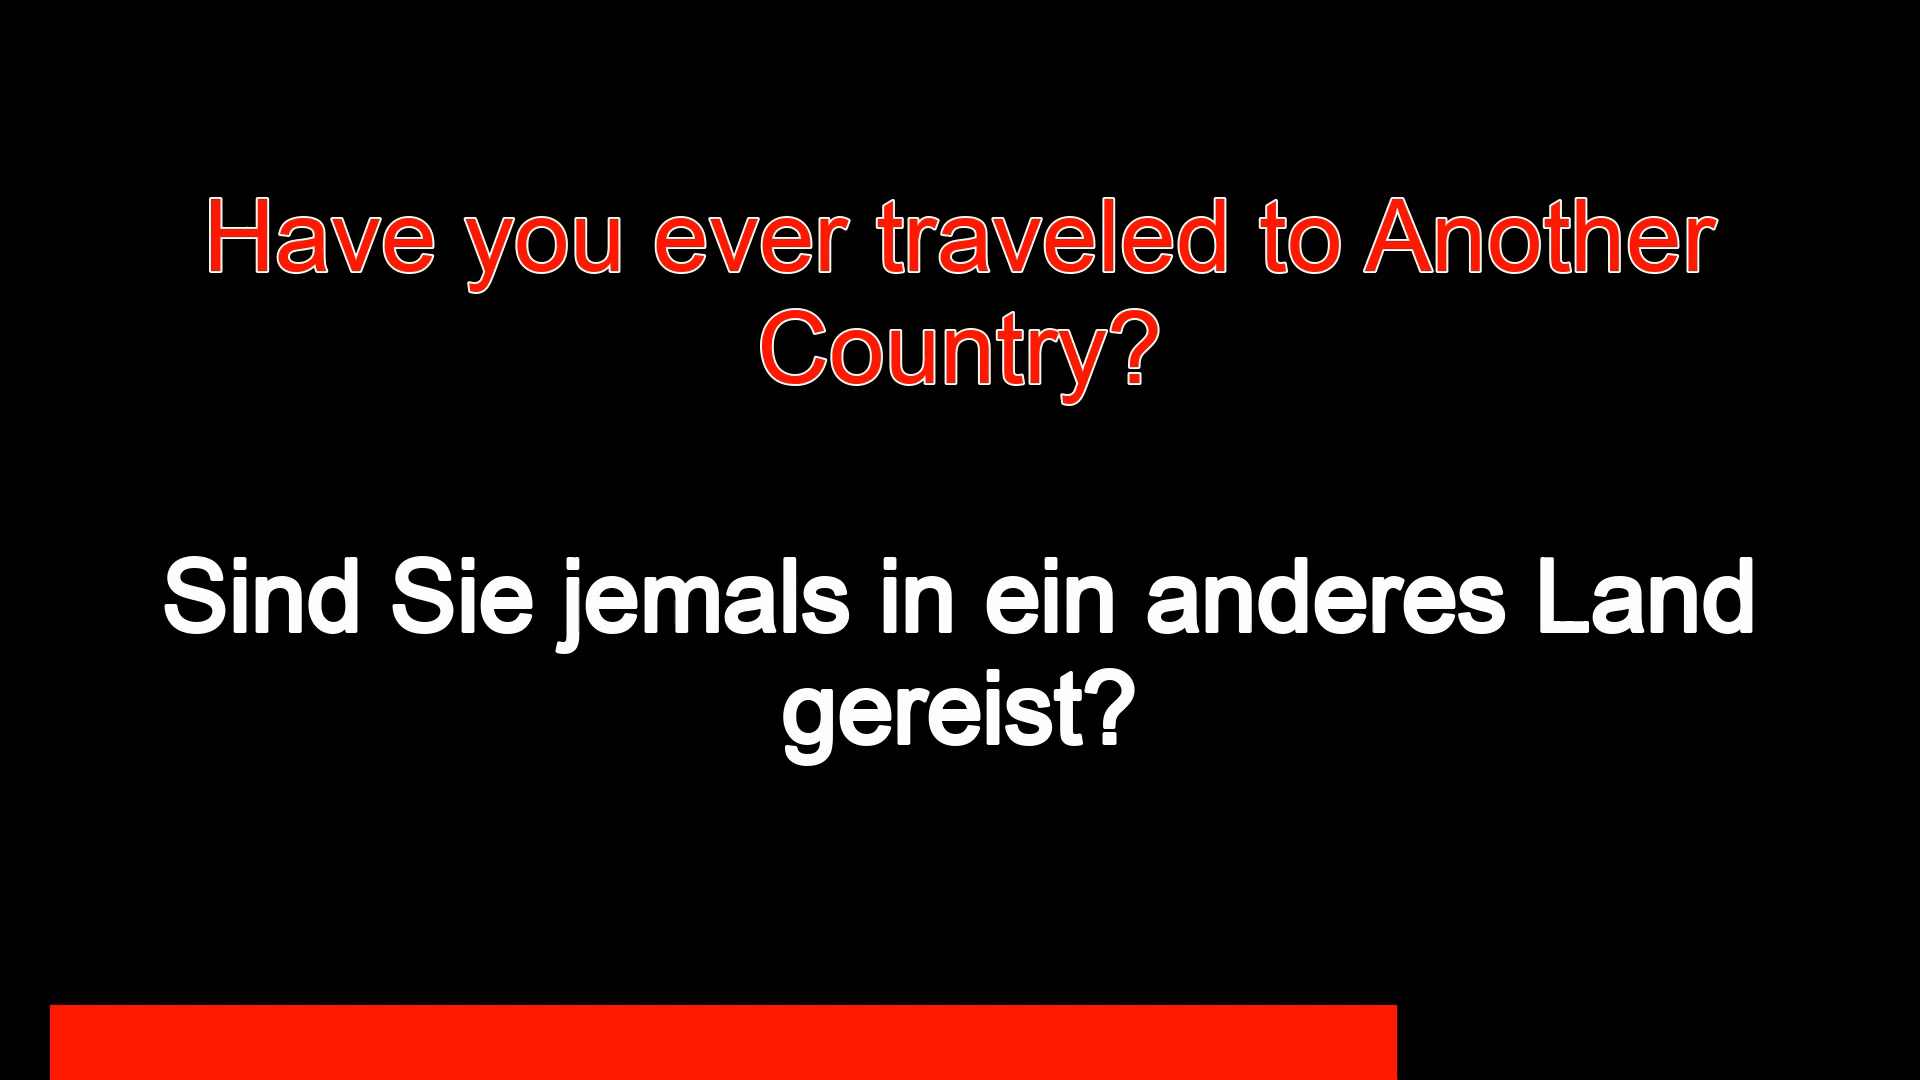 Have you ever traveled to Another
Country?
Sind Sie jemals in ein anderes Land
gereist?